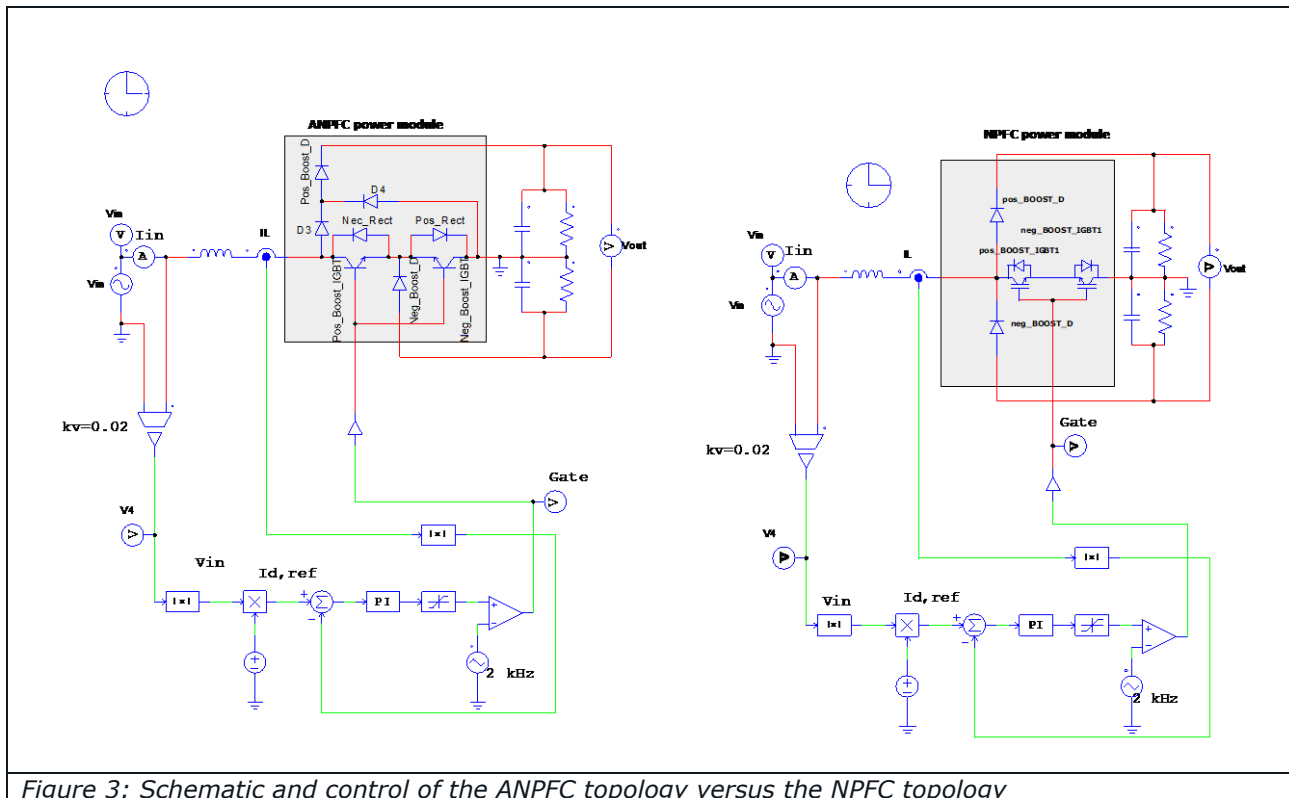 ANPFC power module
Pos_Boost_D
D4
D3
Nec_Rect
Pos_Rect
Vin
Iin
IL
A
V
Vin
Pos_Boost_IGBT
Neg_Boost_D
Neg_Boost_IGBT
V
Vout
kv=0.02
Gate
V
V4
V
|x|
Vin
Id,ref
|x|
PI
2 kHz
NPFC power module
pos_BOOST_D
neg_BOOST_IGBT1
pos_BOOST_IGBT1
Vin
V
Iin
A
IL
Vin
V
Vout
neg_BOOST_D
Gate
V
kv=0.02
V4
V
|x|
Vin
Id,ref
|x|
PI
2 kHz
Figure 3: Schematic and control of the ANPFC topology versus the NPFC topology